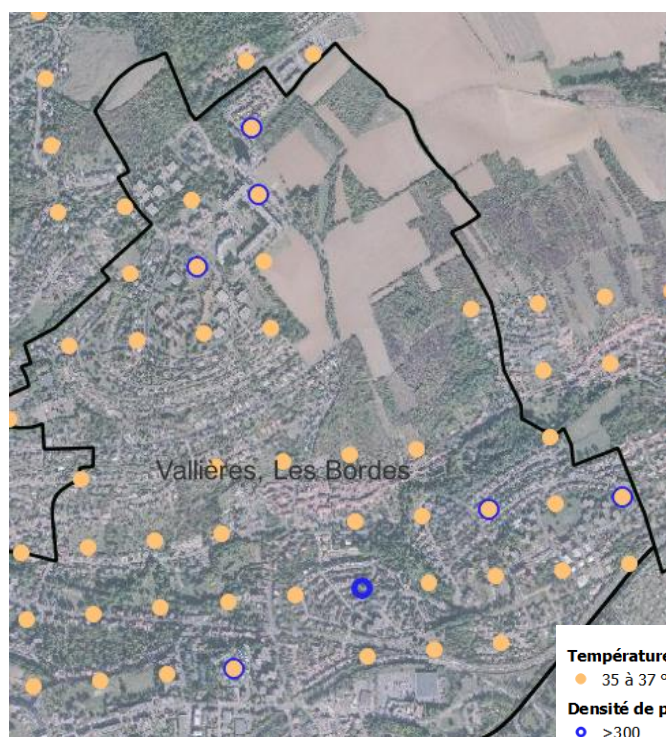 Vallières, Les Bordes
Température
35 à 37 °
Densité de p
>300